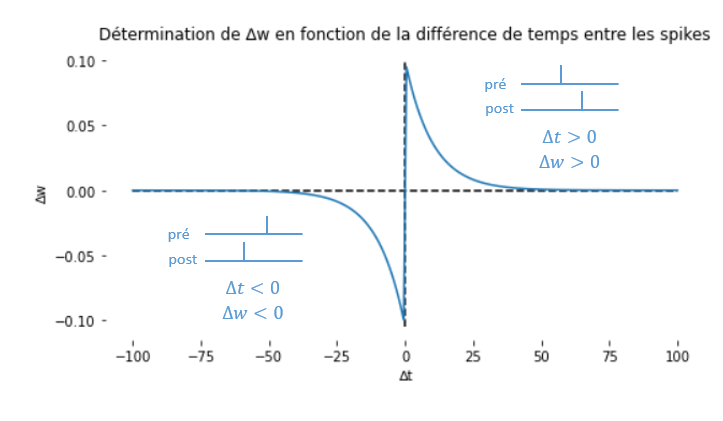 Détermination de Δw en fonction de la différence de temps entre les spikes
0.10
0.05
0.00
−0.05
−0.10
Δw
pré
post
Δt > 0
Δw > 0
pré
post
Δt < 0
Δw < 0
−100 −75 −50 −25 0 25 50 75 100
Δt